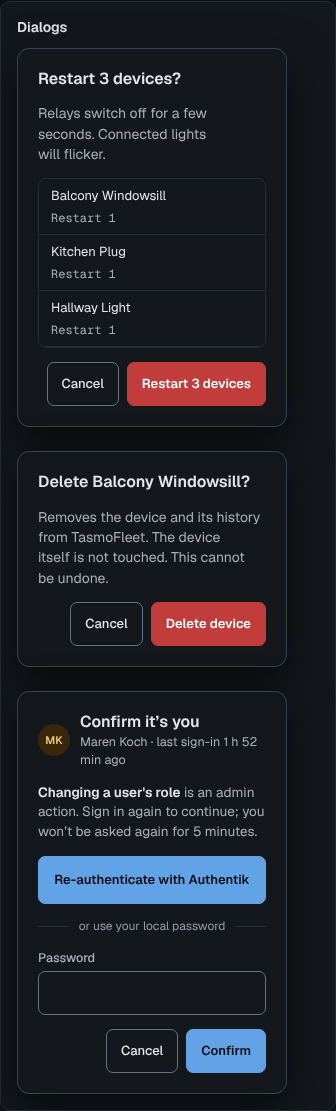 Dialogs
Restart 3 devices?
Relays switch off for a few
seconds. Connected lights
will flicker.
Balcony Windowsill
Restart 1
Kitchen Plug
Restart 1
Hallway Light
Restart 1
Cancel
Restart 3 devices
Delete Balcony Windowsill?
Removes the device and its history
from TasmoFleet. The device
itself is not touched. This cannot
be undone.
Cancel
Delete device
MK
Confirm it’s you
Maren Koch · last sign-in 1 h 52
min ago
Changing a user's role is an admin
action. Sign in again to continue; you
won’t be asked again for 5 minutes.
Re-authenticate with Authentik
or use your local password
Password
Cancel
Confirm